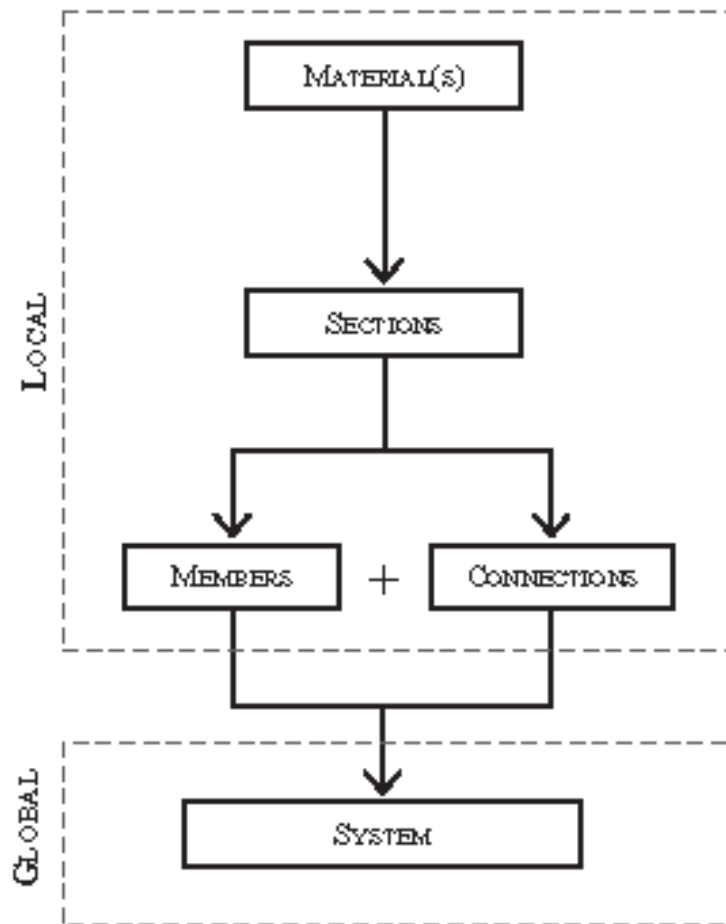 MATERIAL(S)
SECTIONS
LOCAL
MEMBERS + CONNECTIONS
SYSTEM
GLOBAL